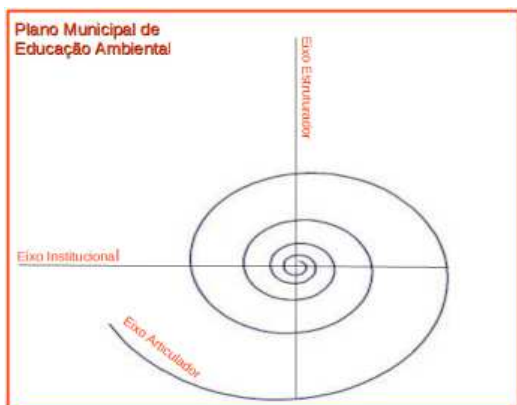 Plano Municipal de
Educação Ambiental
Eixo Estruturador
Eixo Institucional
Eixo Articulador